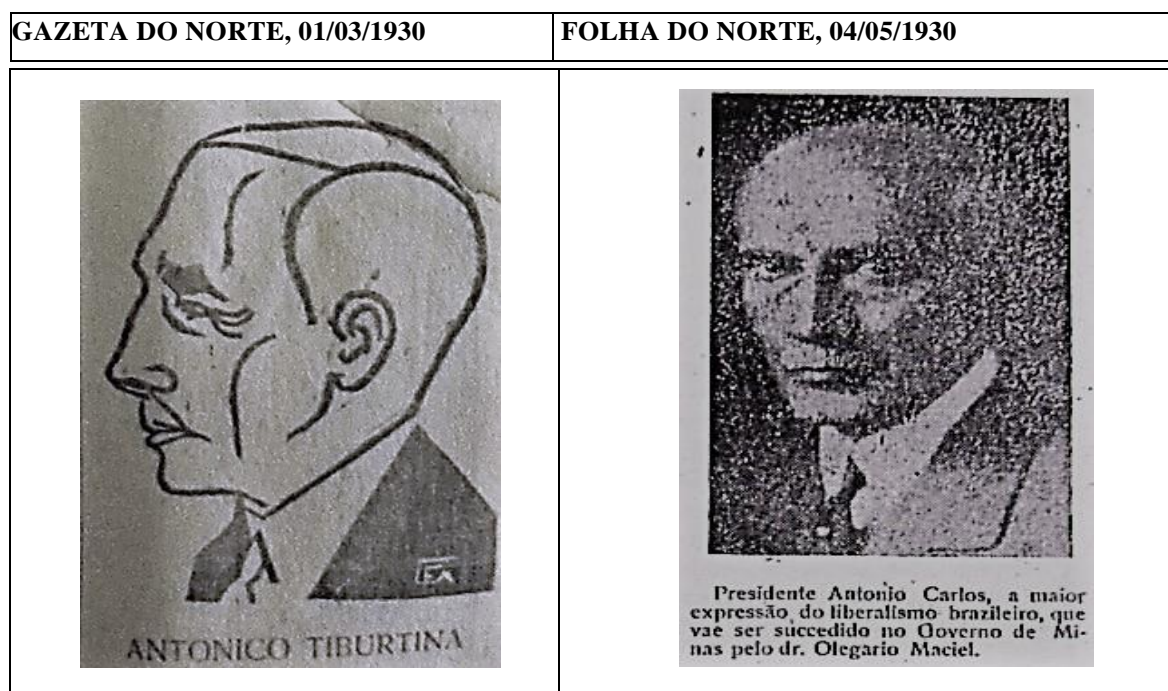 GAZETA DO NORTE, 01/03/1930
FOLHA DO NORTE, 04/05/1930
ANTONICO TIBURTINA
Presidente Antonio Carlos, a maior
expressão do liberalismo brazileiro, que
vae ser succedido no Governo de Mi-
nas pelo dr. Olegario Maciel.